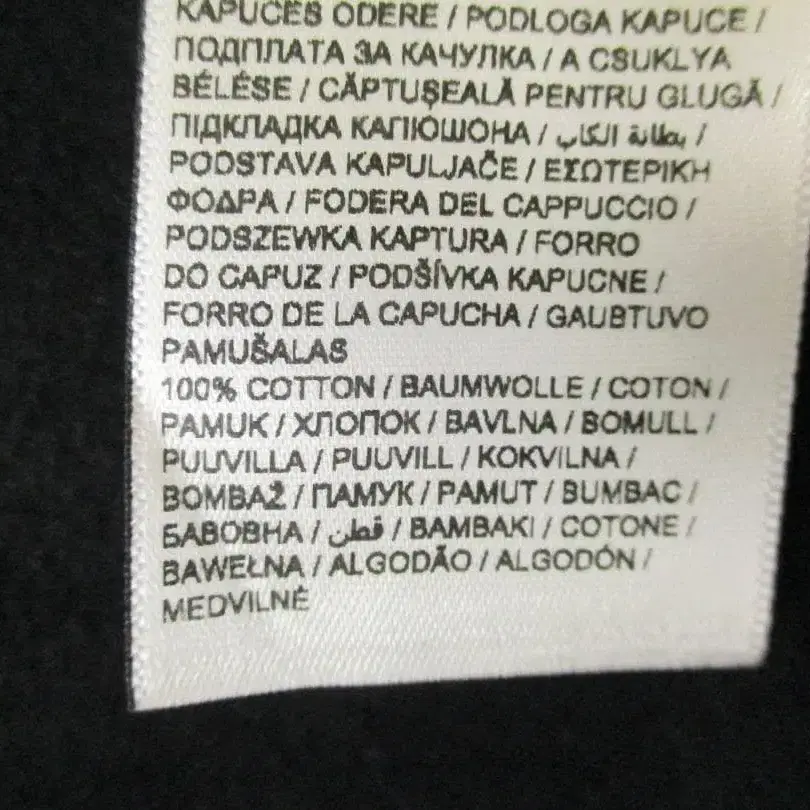 KAPUCES ODERE / PODLOGA KAPUCE /
ПОДПЛАТА ЗА КАЧУЛКА / A CSUKLYA
BÉLÉSE / CĂPTUŞEALĂ PENTRU GLUGĂ /
ПІДКЛАДКА КАПЮШОНА / بطانة الكاب /
PODSTAVA KAPULJAČE / ΕΣΩΤΕΡΙΚΗ
ΦΟΔΡΑ / FODERA DEL CAPPUCCIO /
PODSZEWKA KAPTURA / FORRO
DO CAPUZ / PODŠÍVKA KAPUCNE /
FORRO DE LA CAPUCHA / GAUBTUVO
PAMUŠALAS
100% COTTON / BAUMWOLLE / COTON /
PAMUK / ХЛОПОК / BAVLNA / BOMULL /
PUUVILLA / PUUVILL / KOKVILNA /
BOMBAŽ / ПАМУК / PAMUT / BUMBAC /
БАВОВНА / قطن / BAMBAKI / COTONE /
BAWEŁNA / ALGODÃO / ALGODÓN /
MEDVILNĖ